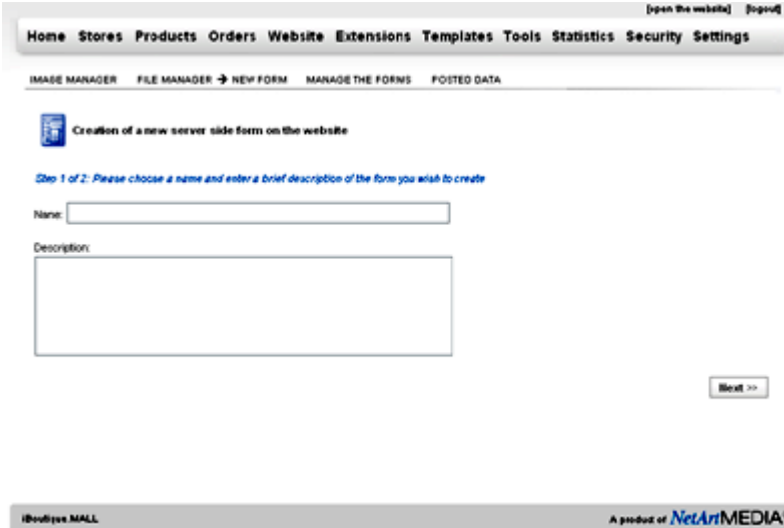 [open the website] [logout]
Home Stores Products Orders Website Extensions Templates Tools Statistics Security Settings
IMAGE MANAGER FILE MANAGER ➔ NEW FORM MANAGE THE FORMS POSTED DATA
Creation of a new server side form on the website
Step 1 of 2: Please choose a name and enter a brief description of the form you wish to create
Name:
Description:
Next >>
iBoutique.MALL A product of NetArtMEDIA